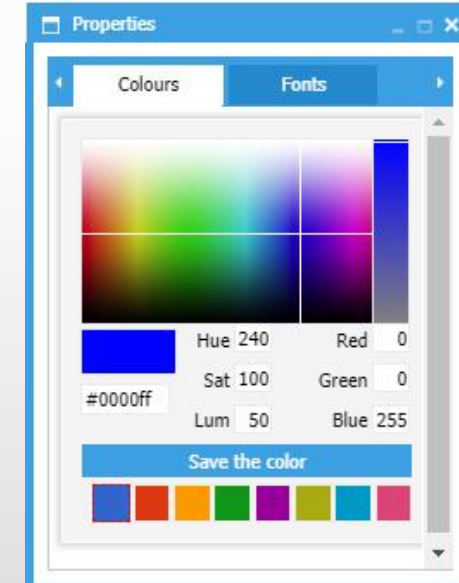 Properties
Colours Fonts
Hue 240 Red 0
Sat 100 Green 0
#0000ff
Lum 50 Blue 255
Save the color